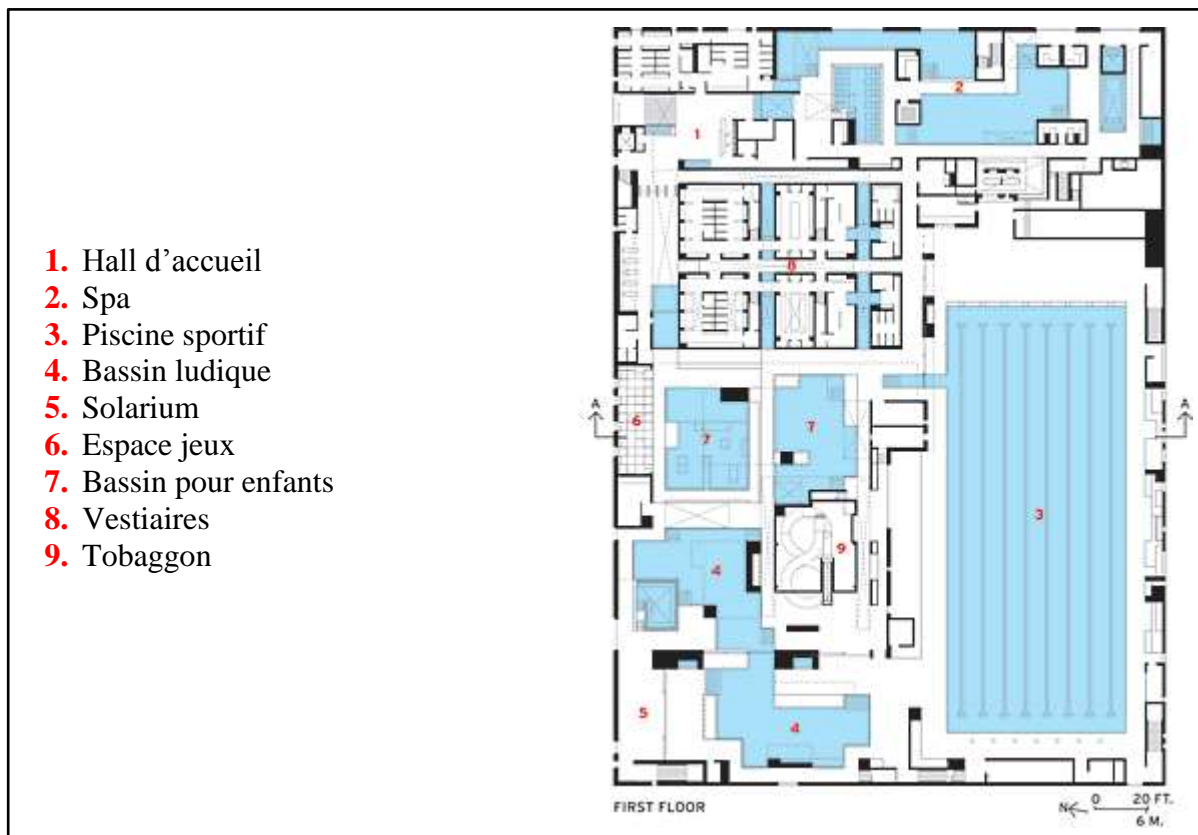 1. Hall d'accueil
2. Spa
3. Piscine sportif
4. Bassin ludique
5. Solarium
6. Espace jeux
7. Bassin pour enfants
8. Vestiaires
9. Tobaggon
2
1
8
A
A
6
7
7
3
9
4
5
4
FIRST FLOOR
N 0 20 FT.
6 M.